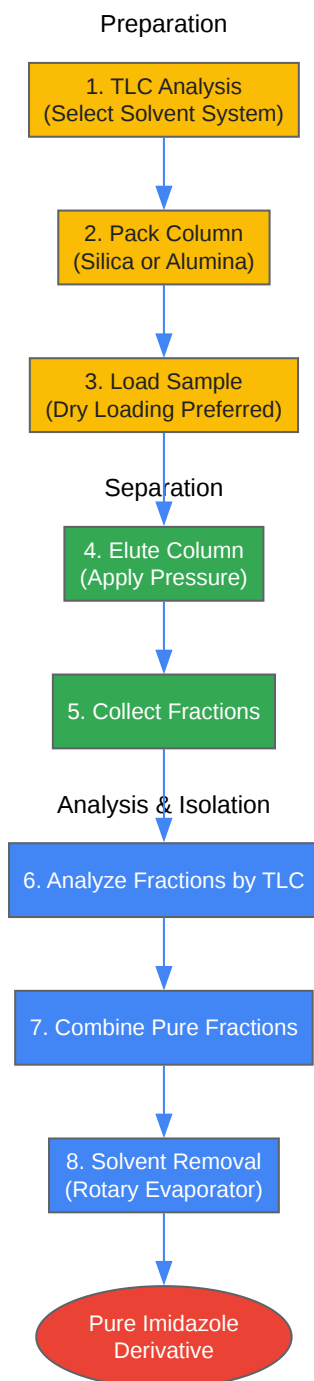 Preparation
1. TLC Analysis
(Select Solvent System)
2. Pack Column
(Silica or Alumina)
3. Load Sample
(Dry Loading Preferred)
Separation
4. Elute Column
(Apply Pressure)
5. Collect Fractions
Analysis & Isolation
6. Analyze Fractions by TLC
7. Combine Pure Fractions
8. Solvent Removal
(Rotary Evaporator)
Pure Imidazole
Derivative